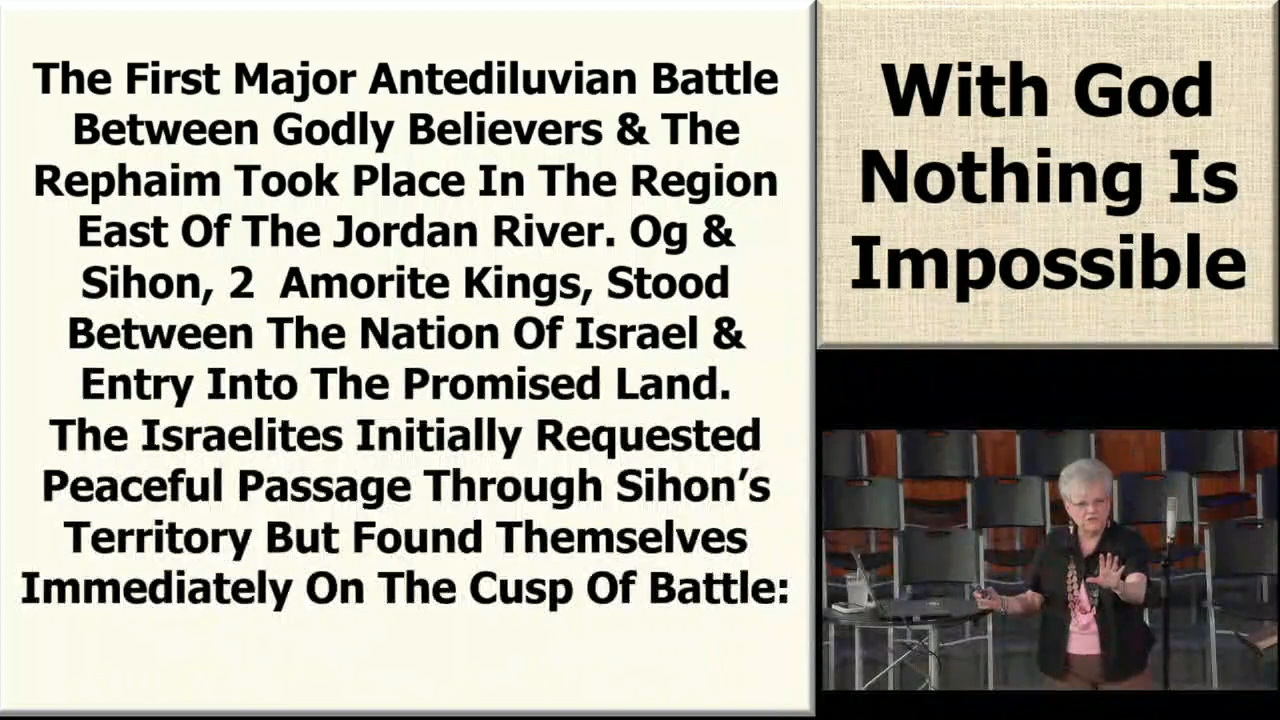 The First Major Antediluvian Battle
Between Godly Believers & The
Rephaim Took Place In The Region
East Of The Jordan River. Og &
Sihon, 2  Amorite Kings, Stood
Between The Nation Of Israel &
Entry Into The Promised Land.
The Israelites Initially Requested
Peaceful Passage Through Sihon’s
Territory But Found Themselves
Immediately On The Cusp Of Battle:
With God
Nothing Is
Impossible